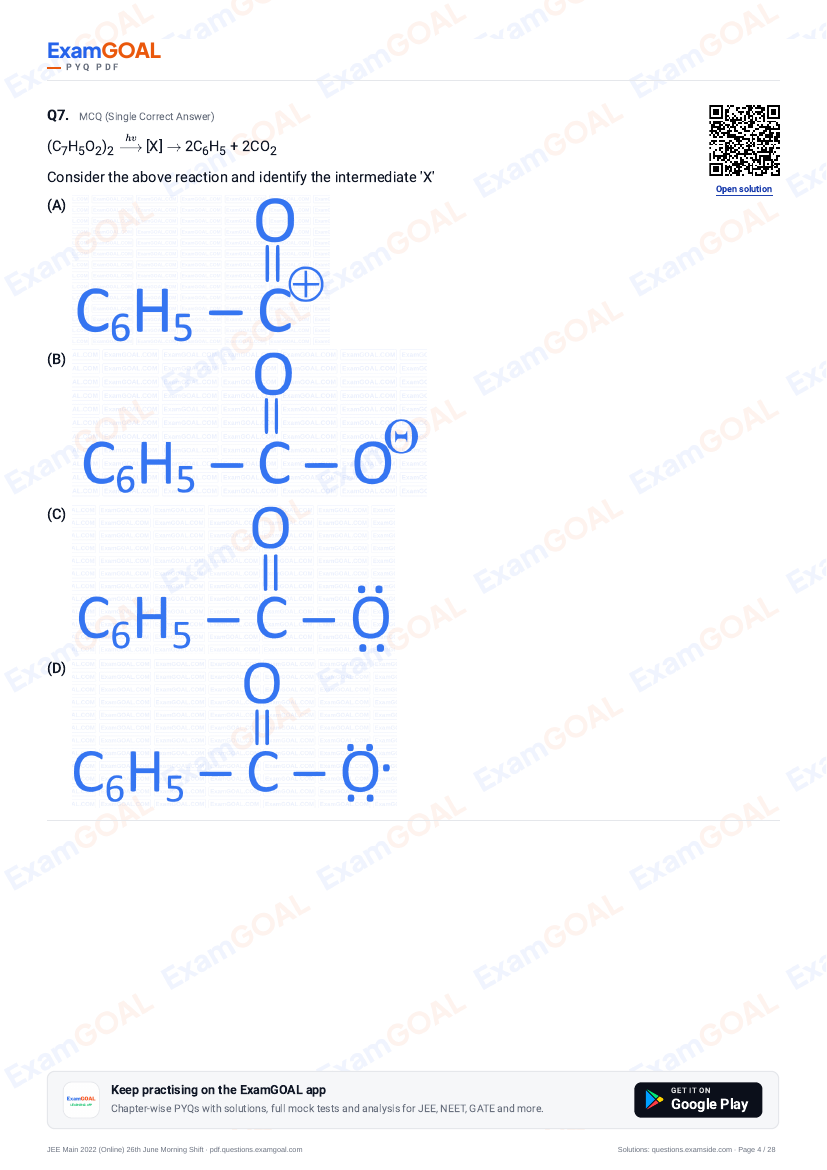 ExamGOAL
PYQ PDF
Q7. MCQ (Single Correct Answer)
(C₇H₅O₂)₂ —hv→ [X] → 2C₆H₅ + 2CO₂
Open solution
Consider the above reaction and identify the intermediate 'X'
(A)
O
||
C₆H₅ – C⊕
(B)
O
||
C₆H₅ – C – O⊖
(C)
O
||
C₆H₅ – C – Ö
(D)
O
||
C₆H₅ – C – Ö·
Keep practising on the ExamGOAL app
Chapter-wise PYQs with solutions, full mock tests and analysis for JEE, NEET, GATE and more.
GET IT ON
Google Play
JEE Main 2022 (Online) 26th June Morning Shift · pdf.questions.examgoal.com
Solutions: questions.examside.com · Page 4 / 28